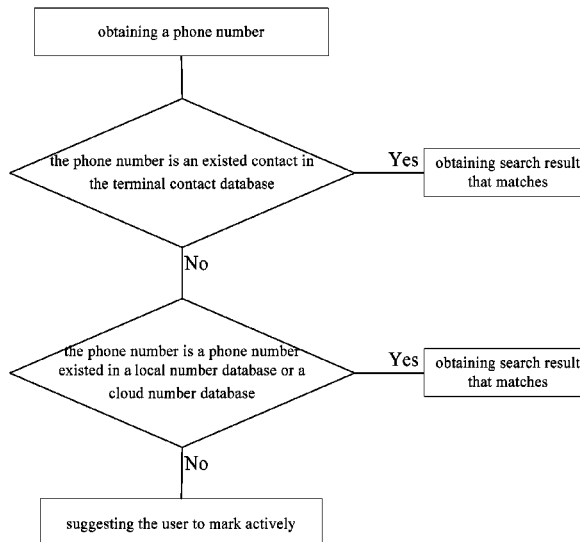 obtaining a phone number
the phone number is an existed contact in
the terminal contact database
Yes
obtaining search result
that matches
No
the phone number is a phone number
existed in a local number database or a
cloud number database
Yes
obtaining search result
that matches
No
suggesting the user to mark actively